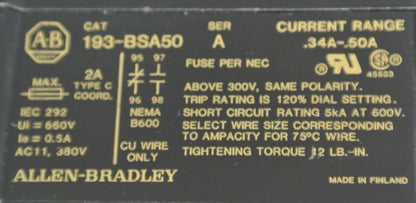 CAT SER CURRENT RANGE
A-B 193-BSA50 A .34A-.50A
QUALITY
MAX. 2A TYPE C COORD.
95 97
96 98
NEMA B600
CU WIRE ONLY
IEC 292
Ui = 660V
Ie = 0.5A
AC11, 380V
FUSE PER NEC
45533
ABOVE 300V, SAME POLARITY.
TRIP RATING IS 120% DIAL SETTING.
SHORT CIRCUIT RATING 5kA AT 600V.
SELECT WIRE SIZE CORRESPONDING
TO AMPACITY FOR 75°C WIRE.
TIGHTENING TORQUE 12 LB.-IN.
ALLEN-BRADLEY
MADE IN FINLAND